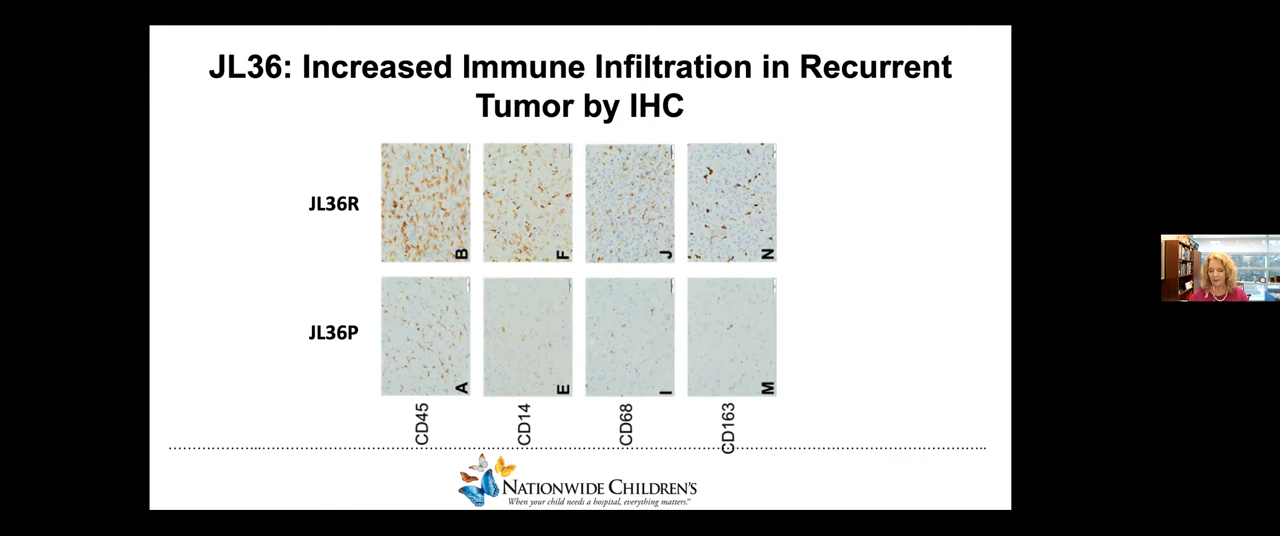 JL36: Increased Immune Infiltration in Recurrent
Tumor by IHC
JL36R
B
F
J
N
JL36P
A
E
I
M
CD45
CD14
CD68
CD163
NATIONWIDE CHILDREN'S
When your child needs a hospital, everything matters.™